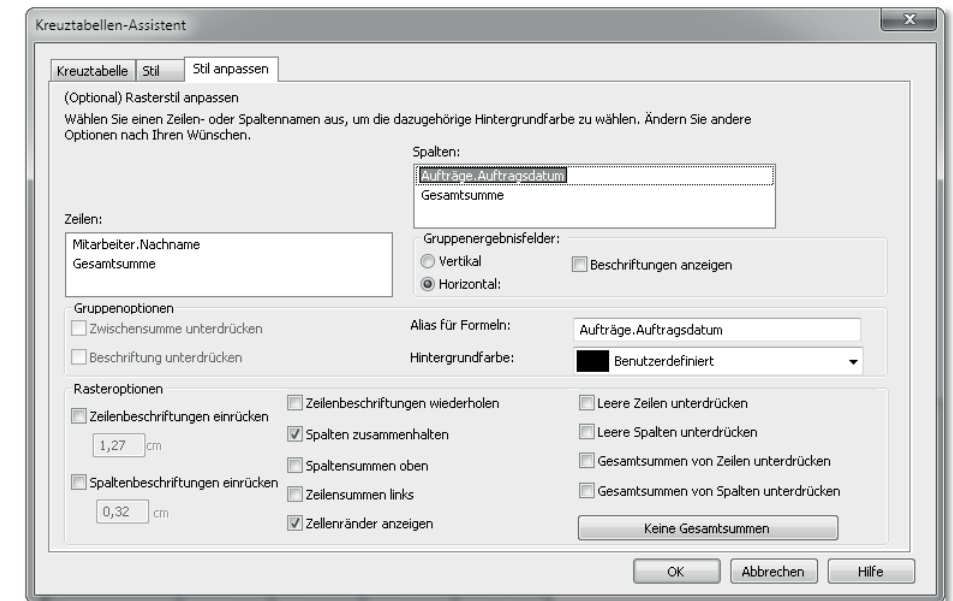 Kreuztabellen-Assistent
Kreuztabelle Stil Stil anpassen
(Optional) Rasterstil anpassen
Wählen Sie einen Zeilen- oder Spaltennamen aus, um die dazugehörige Hintergrundfarbe zu wählen. Ändern Sie andere
Optionen nach Ihren Wünschen.
Spalten:
Aufträge.Auftragsdatum
Gesamtsumme
Zeilen:
Mitarbeiter.Nachname
Gesamtsumme
Gruppenergebnisfelder:
Vertikal
Beschriftungen anzeigen
Horizontal:
Gruppenoptionen
Zwischensumme unterdrücken
Alias für Formeln:
Aufträge.Auftragsdatum
Beschriftung unterdrücken
Hintergrundfarbe:
Benutzerdefiniert
Rasteroptionen
Zeilenbeschriftungen einrücken
1,27 cm
Spaltenbeschriftungen einrücken
0,32 cm
Zeilenbeschriftungen wiederholen
Spalten zusammenhalten
Spaltensummen oben
Zeilensummen links
Zellenränder anzeigen
Leere Zeilen unterdrücken
Leere Spalten unterdrücken
Gesamtsummen von Zeilen unterdrücken
Gesamtsummen von Spalten unterdrücken
Keine Gesamtsummen
OK Abbrechen Hilfe